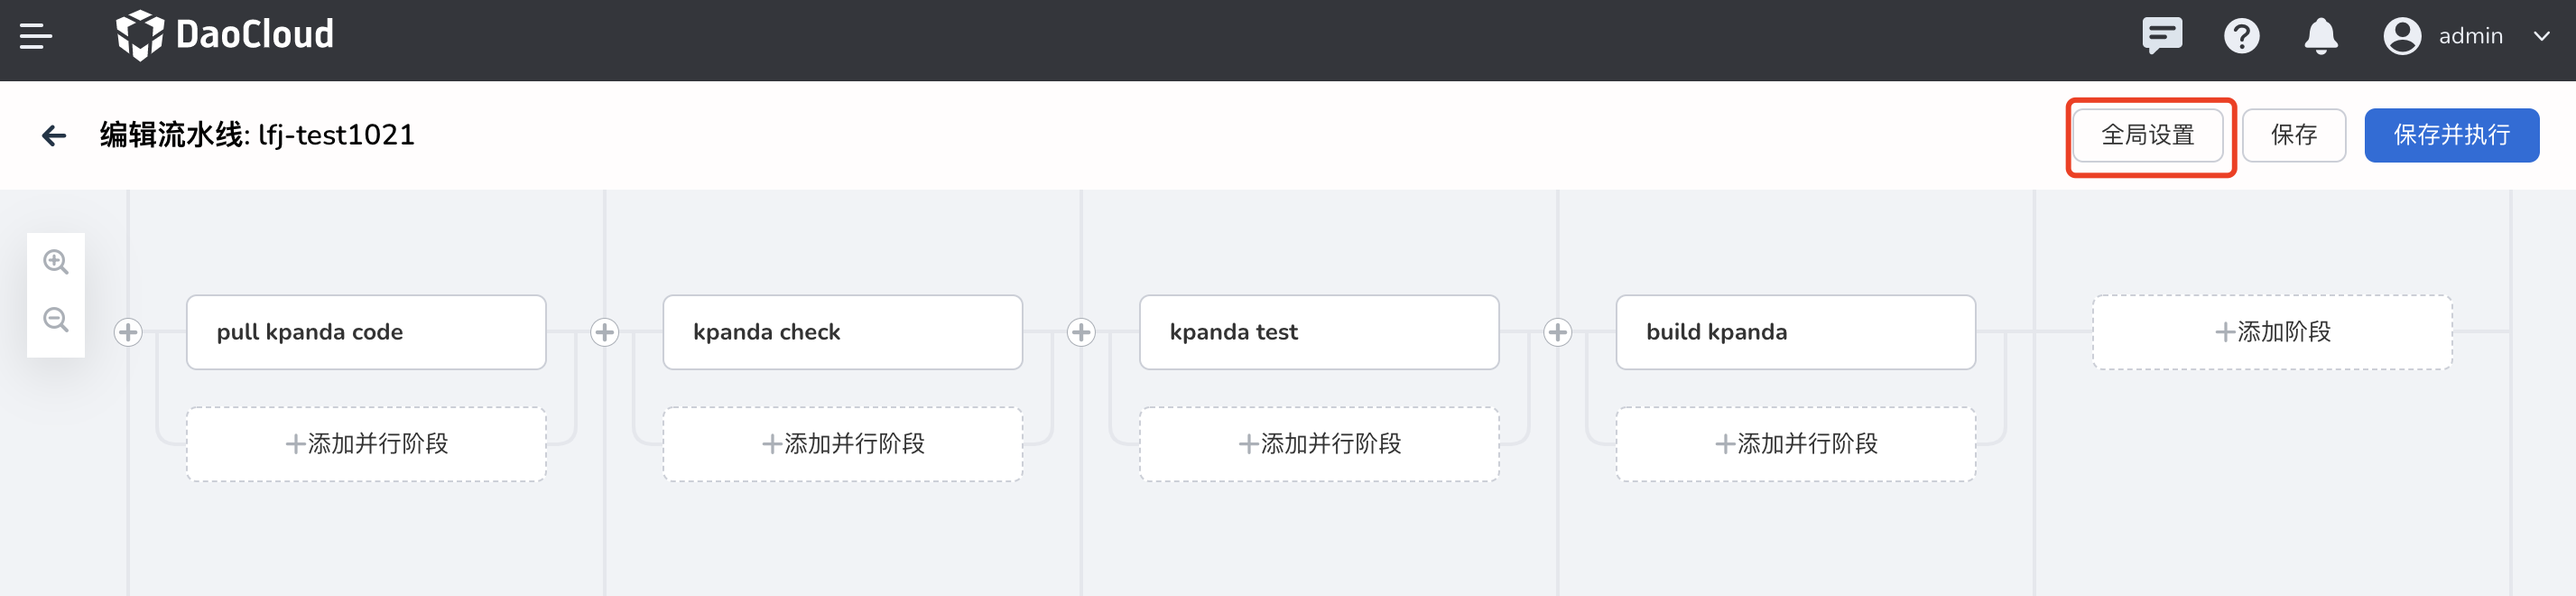 DaoCloud
admin
编辑流水线: lfj-test1021
全局设置
保存
保存并执行
pull kpanda code
kpanda check
kpanda test
build kpanda
+添加阶段
+添加并行阶段
+添加并行阶段
+添加并行阶段
+添加并行阶段